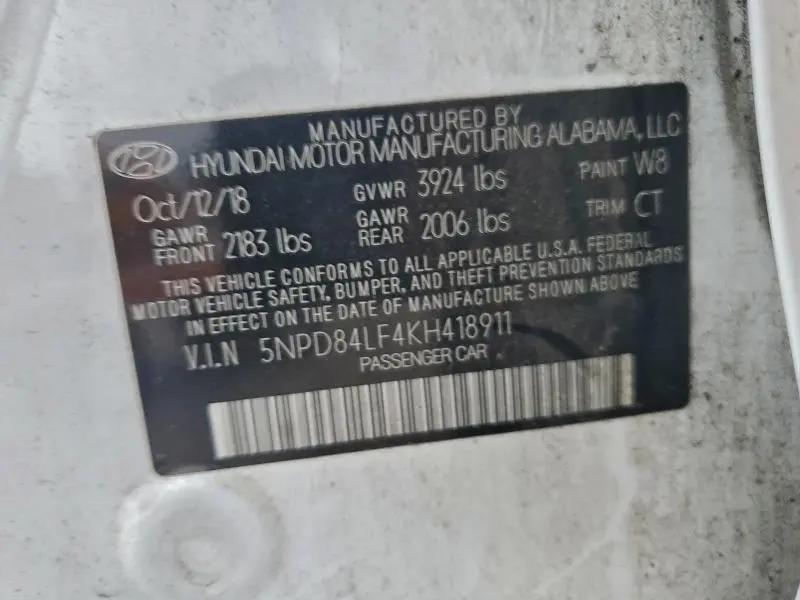 MANUFACTURED BY
HYUNDAI MOTOR MANUFACTURING ALABAMA, LLC
Oct/12/18 GVWR 3924 lbs PAINT W8
GAWR FRONT 2183 lbs GAWR REAR 2006 lbs TRIM CT
THIS VEHICLE CONFORMS TO ALL APPLICABLE U.S.A. FEDERAL
MOTOR VEHICLE SAFETY, BUMPER, AND THEFT PREVENTION STANDARDS
IN EFFECT ON THE DATE OF MANUFACTURE SHOWN ABOVE
V.I.N 5NPD84LF4KH418911
PASSENGER CAR